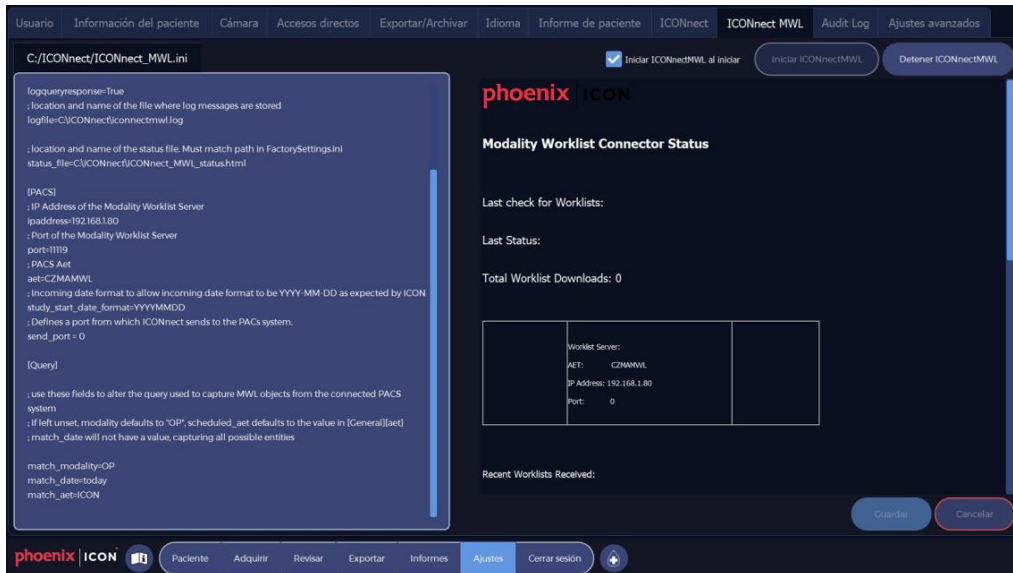 Usuario Información del paciente Cámara Accesos directos Exportar/Archivar Idioma Informe de paciente ICONnect ICONnect MWL Audit Log Ajustes avanzados
C:/ICONnect/ICONnect_MWL.ini
Iniciar ICONnectMWL al iniciar
Iniciar ICONnectMWL
Detener ICONnectMWL
logqueryresponse=True
; location and name of the file where log messages are stored
logfile=C:\ICONnect\iconnectmwl.log
; location and name of the status file. Must match path in FactorySettings.ini
status_file=C:\ICONnect\ICONnect_MWL_status.html
[PACS]
; IP Address of the Modality Worklist Server
ipaddress=192.168.1.80
; Port of the Modality Worklist Server
port=11119
; PACS Aet
aet=CZMAMWL
; Incoming date format to allow incoming date format to be YYYY-MM-DD as expected by ICON
study_start_date_format=YYYYMMDD
; Defines a port from which ICONnect sends to the PACs system.
send_port = 0
[Query]
; use these fields to alter the query used to capture MWL objects from the connected PACS
system
; If left unset, modality defaults to "OP", scheduled_aet defaults to the value in [General][aet]
; match_date will not have a value, capturing all possible entities
match_modality=OP
match_date=today
match_aet=ICON
phoenix ICON
Modality Worklist Connector Status
Last check for Worklists:
Last Status:
Total Worklist Downloads: 0
Worklist Server:
AET: CZMAMWL
IP Address: 192.168.1.80
Port: 0
Recent Worklists Received:
Guardar
Cancelar
phoenix ICON
Paciente Adquirir Revisar Exportar Informes Ajustes Cerrar sesión